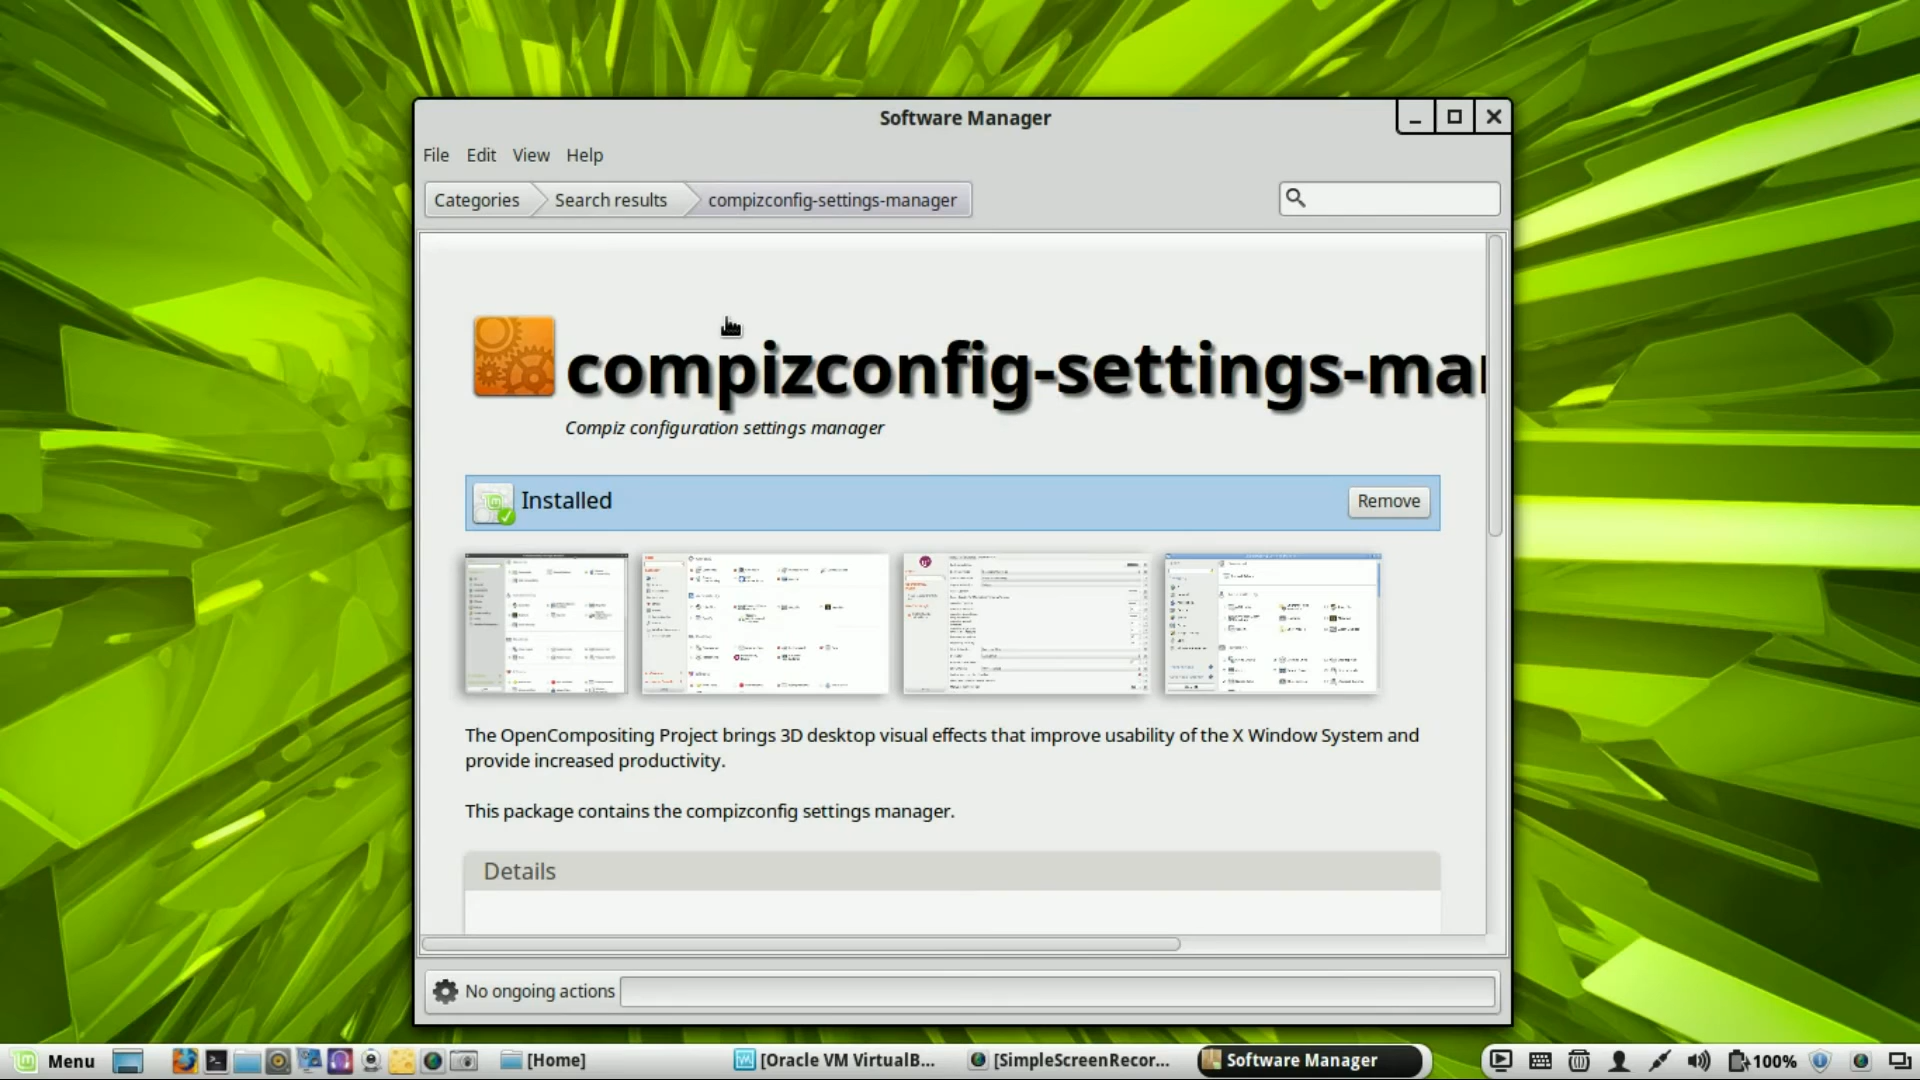 Software Manager
File Edit View Help
Categories Search results compizconfig-settings-manager
compizconfig-settings-ma
Compiz configuration settings manager
Installed Remove
The OpenCompositing Project brings 3D desktop visual effects that improve usability of the X Window System and
provide increased productivity.
This package contains the compizconfig settings manager.
Details
No ongoing actions
Menu [Home] [Oracle VM VirtualB... [SimpleScreenRecor... Software Manager 100%